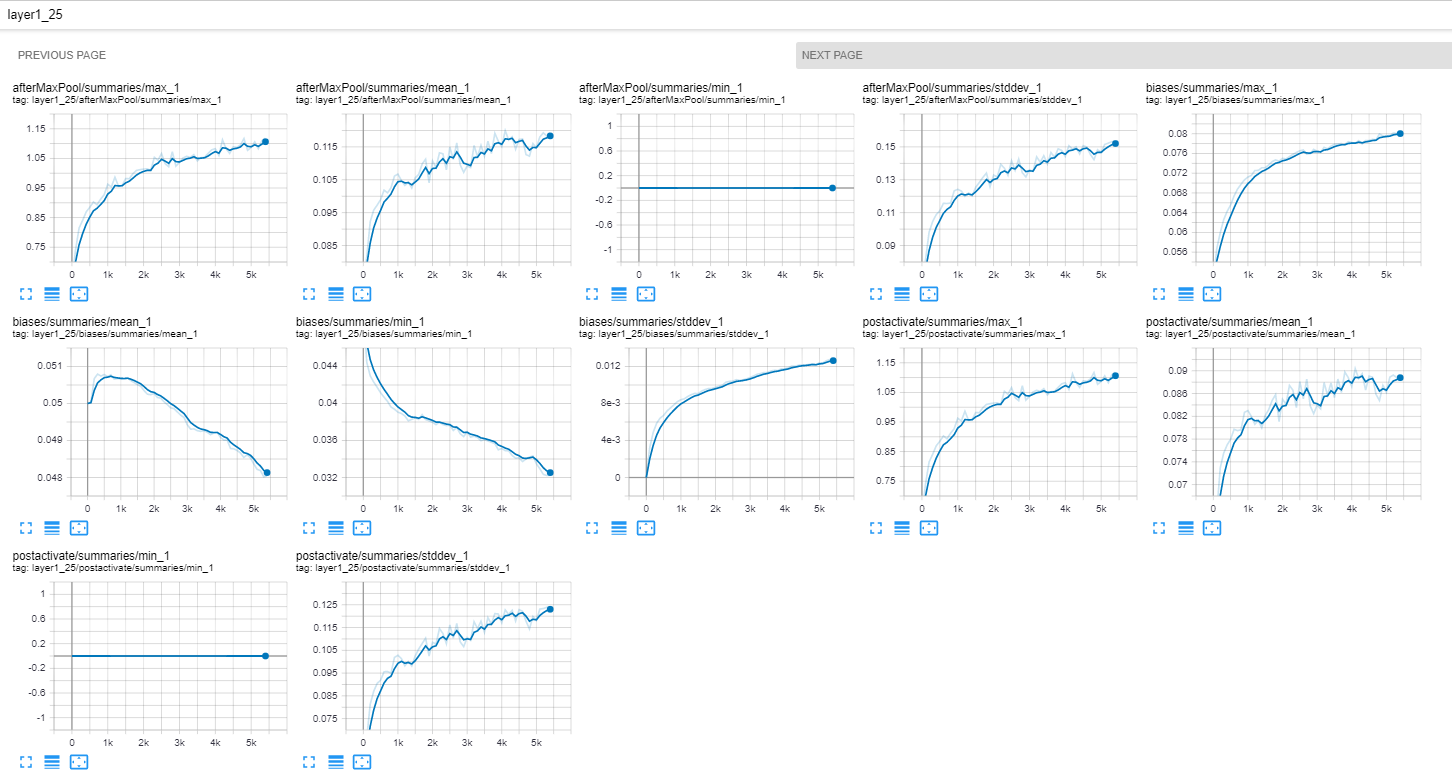 layer1_25
PREVIOUS PAGE
NEXT PAGE
afterMaxPool/summaries/max_1
tag: layer1_25/afterMaxPool/summaries/max_1
1.15
1.05
0.95
0.85
0.75
0 1k 2k 3k 4k 5k
afterMaxPool/summaries/mean_1
tag: layer1_25/afterMaxPool/summaries/mean_1
0.115
0.105
0.095
0.085
0 1k 2k 3k 4k 5k
afterMaxPool/summaries/min_1
tag: layer1_25/afterMaxPool/summaries/min_1
1
0.6
0.2
-0.2
-0.6
-1
0 1k 2k 3k 4k 5k
afterMaxPool/summaries/stddev_1
tag: layer1_25/afterMaxPool/summaries/stddev_1
0.15
0.13
0.11
0.09
0 1k 2k 3k 4k 5k
biases/summaries/max_1
tag: layer1_25/biases/summaries/max_1
0.08
0.076
0.072
0.068
0.064
0.06
0.056
0 1k 2k 3k 4k 5k
biases/summaries/mean_1
tag: layer1_25/biases/summaries/mean_1
0.051
0.05
0.049
0.048
0 1k 2k 3k 4k 5k
biases/summaries/min_1
tag: layer1_25/biases/summaries/min_1
0.044
0.04
0.036
0.032
0 1k 2k 3k 4k 5k
biases/summaries/stddev_1
tag: layer1_25/biases/summaries/stddev_1
0.012
8e-3
4e-3
0
0 1k 2k 3k 4k 5k
postactivate/summaries/max_1
tag: layer1_25/postactivate/summaries/max_1
1.15
1.05
0.95
0.85
0.75
0 1k 2k 3k 4k 5k
postactivate/summaries/mean_1
tag: layer1_25/postactivate/summaries/mean_1
0.09
0.086
0.082
0.078
0.074
0.07
0 1k 2k 3k 4k 5k
postactivate/summaries/min_1
tag: layer1_25/postactivate/summaries/min_1
1
0.6
0.2
-0.2
-0.6
-1
0 1k 2k 3k 4k 5k
postactivate/summaries/stddev_1
tag: layer1_25/postactivate/summaries/stddev_1
0.125
0.115
0.105
0.095
0.085
0.075
0 1k 2k 3k 4k 5k